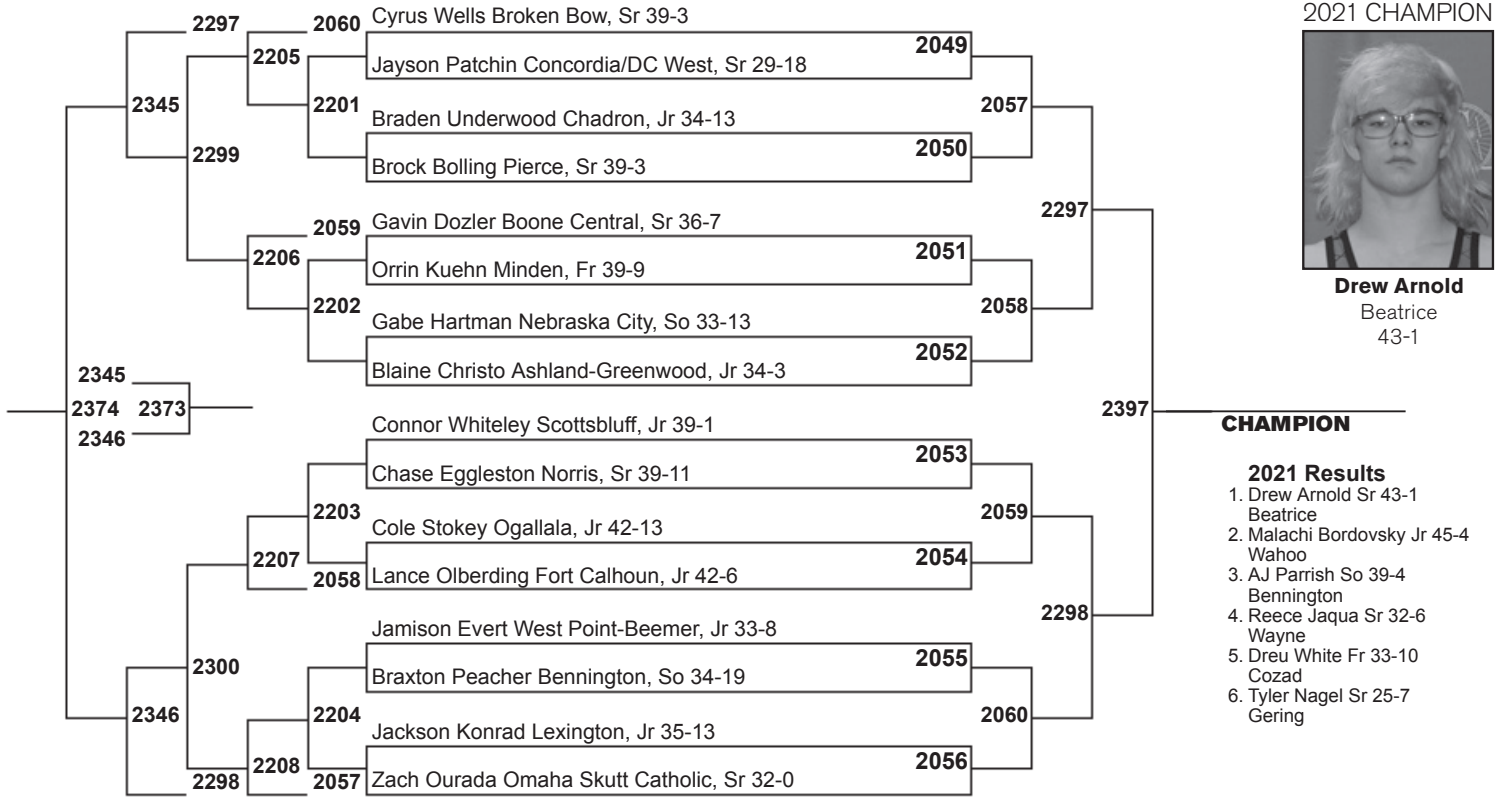 2297
2060
Cyrus Wells Broken Bow, Sr 39-3
2049
2205
Jayson Patchin Concordia/DC West, Sr 29-18
2345
2201
2057
Braden Underwood Chadron, Jr 34-13
2299
2050
Brock Bolling Pierce, Sr 39-3
2297
2059
Gavin Dozler Boone Central, Sr 36-7
2051
2206
Orrin Kuehn Minden, Fr 39-9
2202
2058
Gabe Hartman Nebraska City, So 33-13
2052
Blaine Christo Ashland-Greenwood, Jr 34-3
2345
2374
2373
2346
2397
CHAMPION
Connor Whiteley Scottsbluff, Jr 39-1
2053
Chase Eggleston Norris, Sr 39-11
2203
2059
Cole Stokey Ogallala, Jr 42-13
2207
2054
2058
Lance Olberding Fort Calhoun, Jr 42-6
2298
Jamison Evert West Point-Beemer, Jr 33-8
2300
2055
Braxton Peacher Bennington, So 34-19
2346
2204
2060
Jackson Konrad Lexington, Jr 35-13
2208
2056
2298
2057
Zach Ourada Omaha Skutt Catholic, Sr 32-0
2021 CHAMPION
Drew Arnold
Beatrice
43-1
2021 Results
1. Drew Arnold Sr 43-1
Beatrice
2. Malachi Bordovsky Jr 45-4
Wahoo
3. AJ Parrish So 39-4
Bennington
4. Reece Jaqua Sr 32-6
Wayne
5. Dreu White Fr 33-10
Cozad
6. Tyler Nagel Sr 25-7
Gering